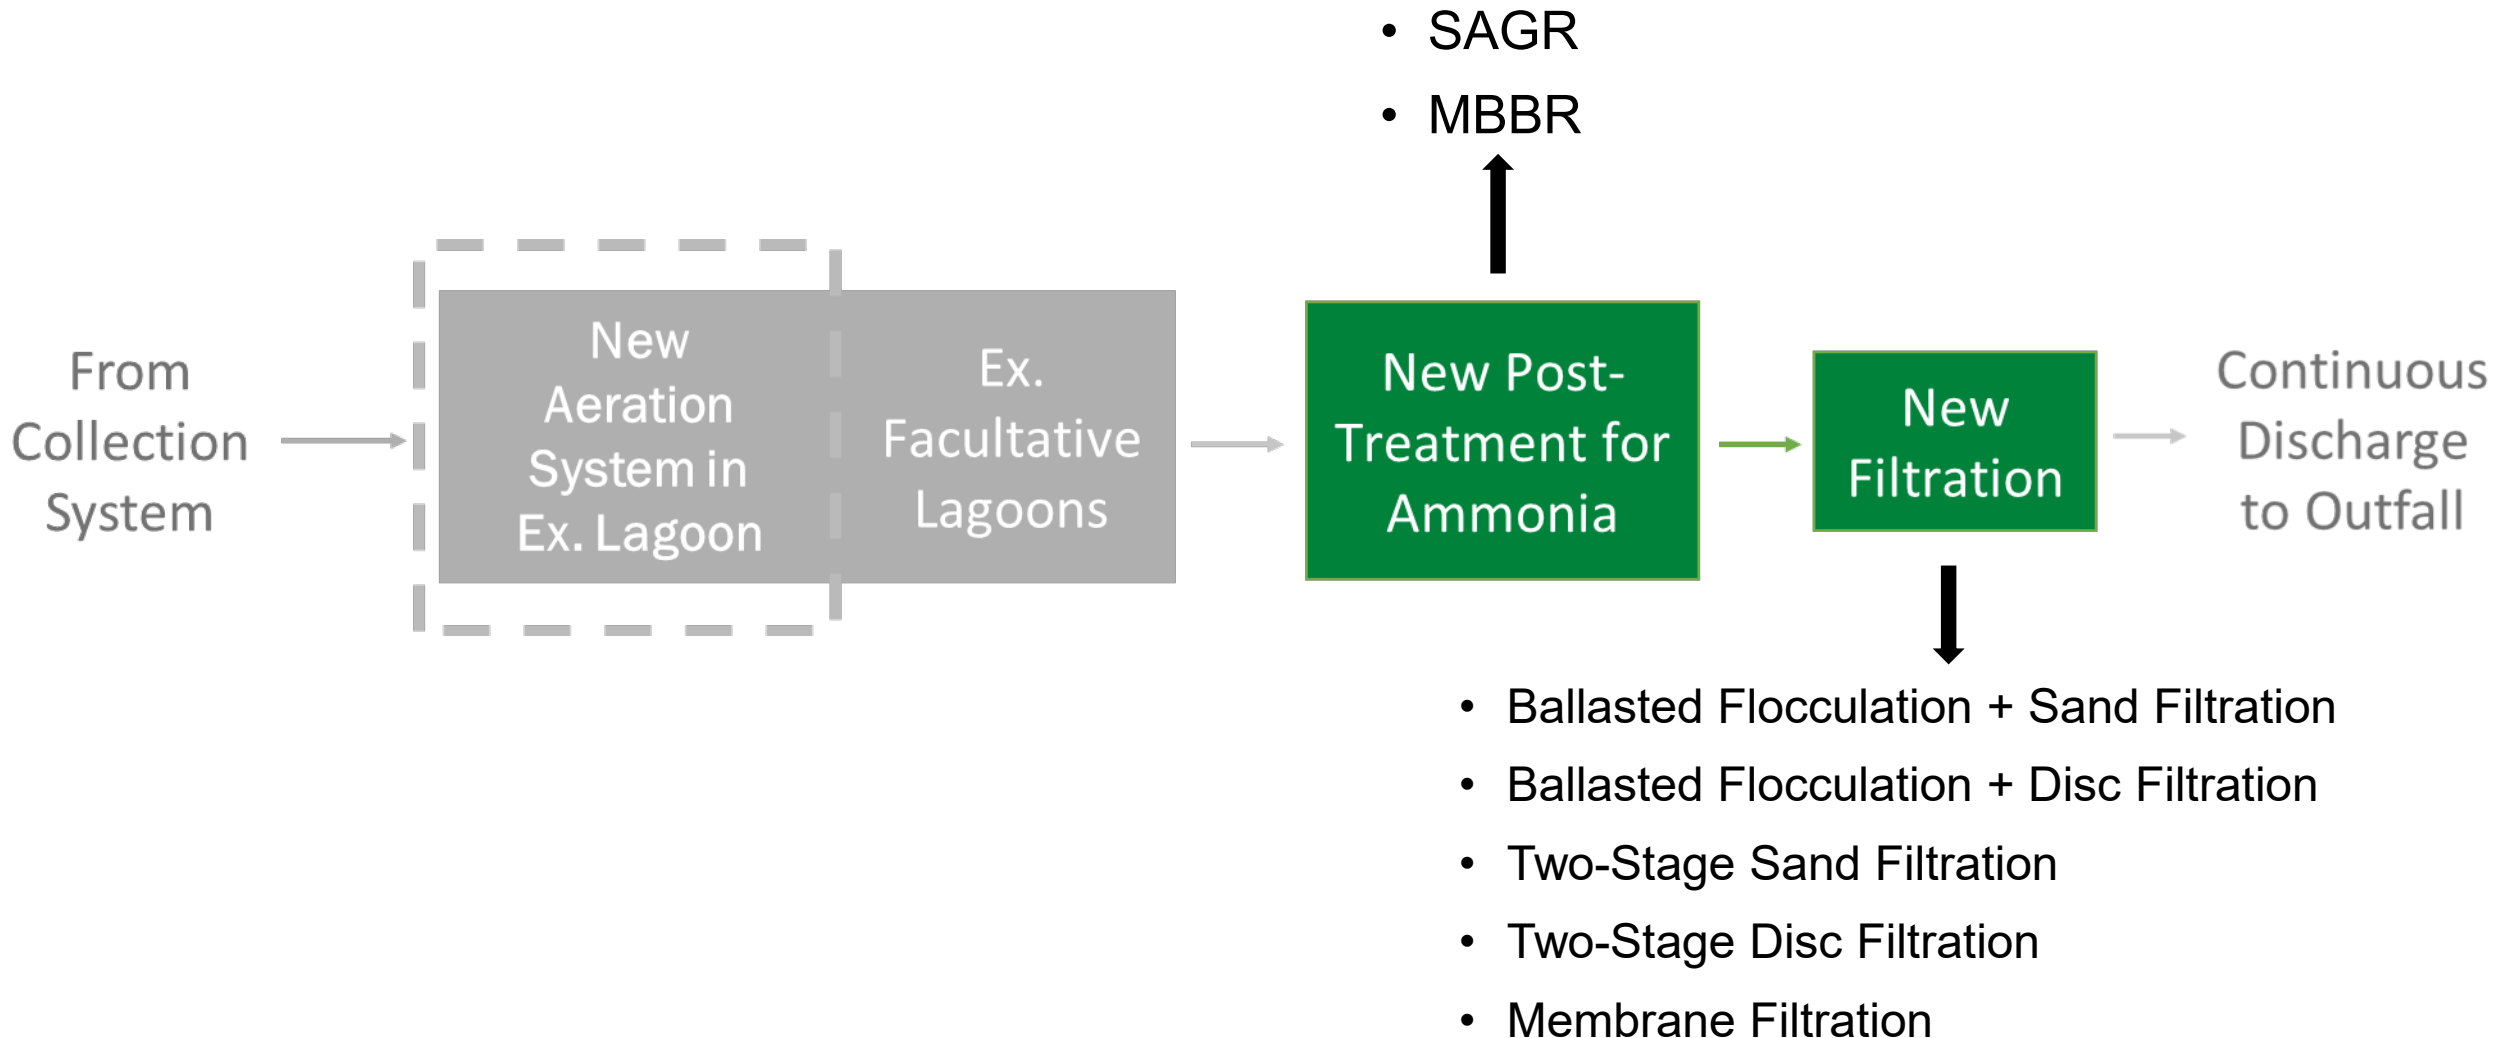 • SAGR
• MBBR
From
Collection
System
New
Aeration
System in
Ex. Lagoon
Ex.
Facultative
Lagoons
New Post-
Treatment for
Ammonia
New
Filtration
Continuous
Discharge
to Outfall
• Ballasted Flocculation + Sand Filtration
• Ballasted Flocculation + Disc Filtration
• Two-Stage Sand Filtration
• Two-Stage Disc Filtration
• Membrane Filtration